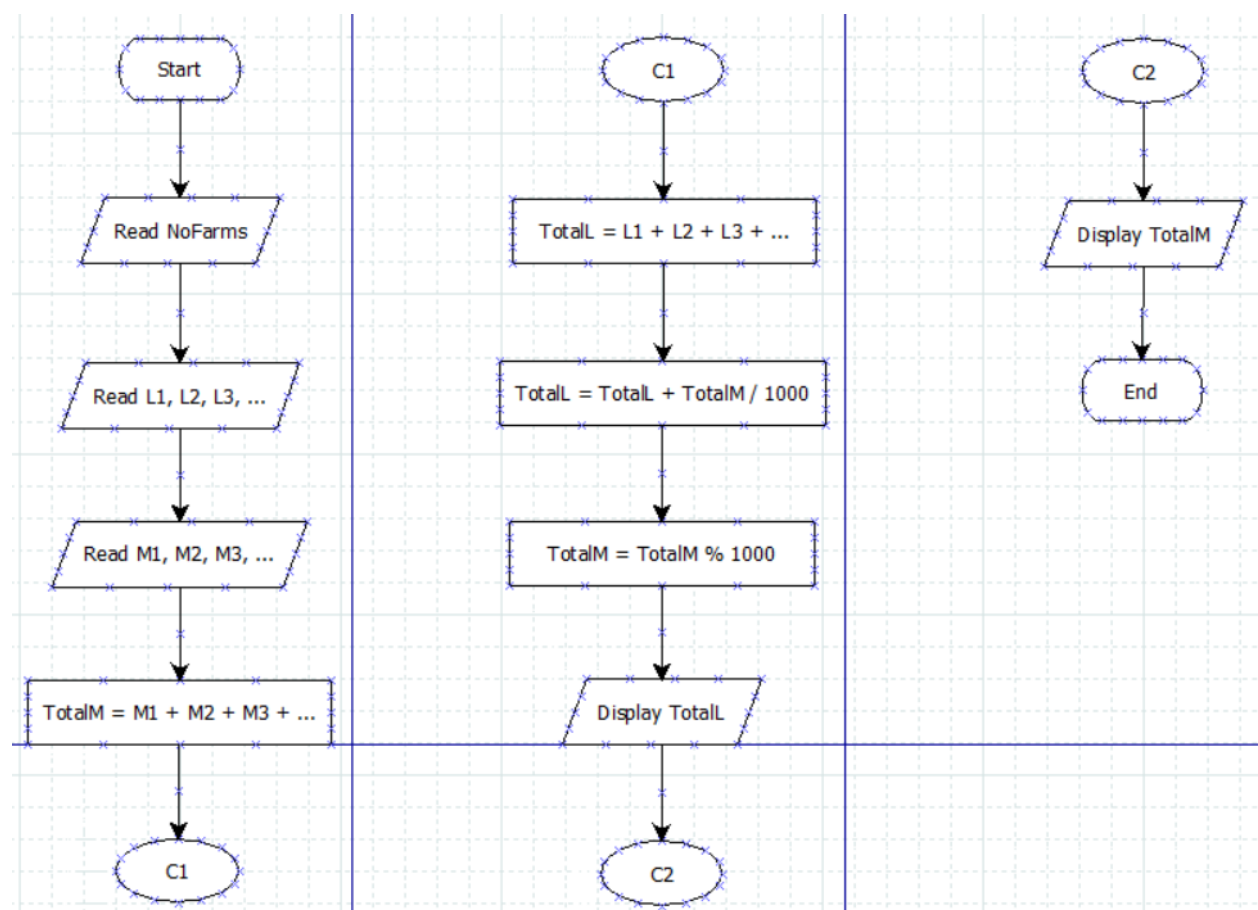 Start
Read NoFarms
Read L1, L2, L3, ...
Read M1, M2, M3, ...
TotalM = M1 + M2 + M3 + ...
C1
C1
TotalL = L1 + L2 + L3 + ...
TotalL = TotalL + TotalM / 1000
TotalM = TotalM % 1000
Display TotalL
C2
C2
Display TotalM
End